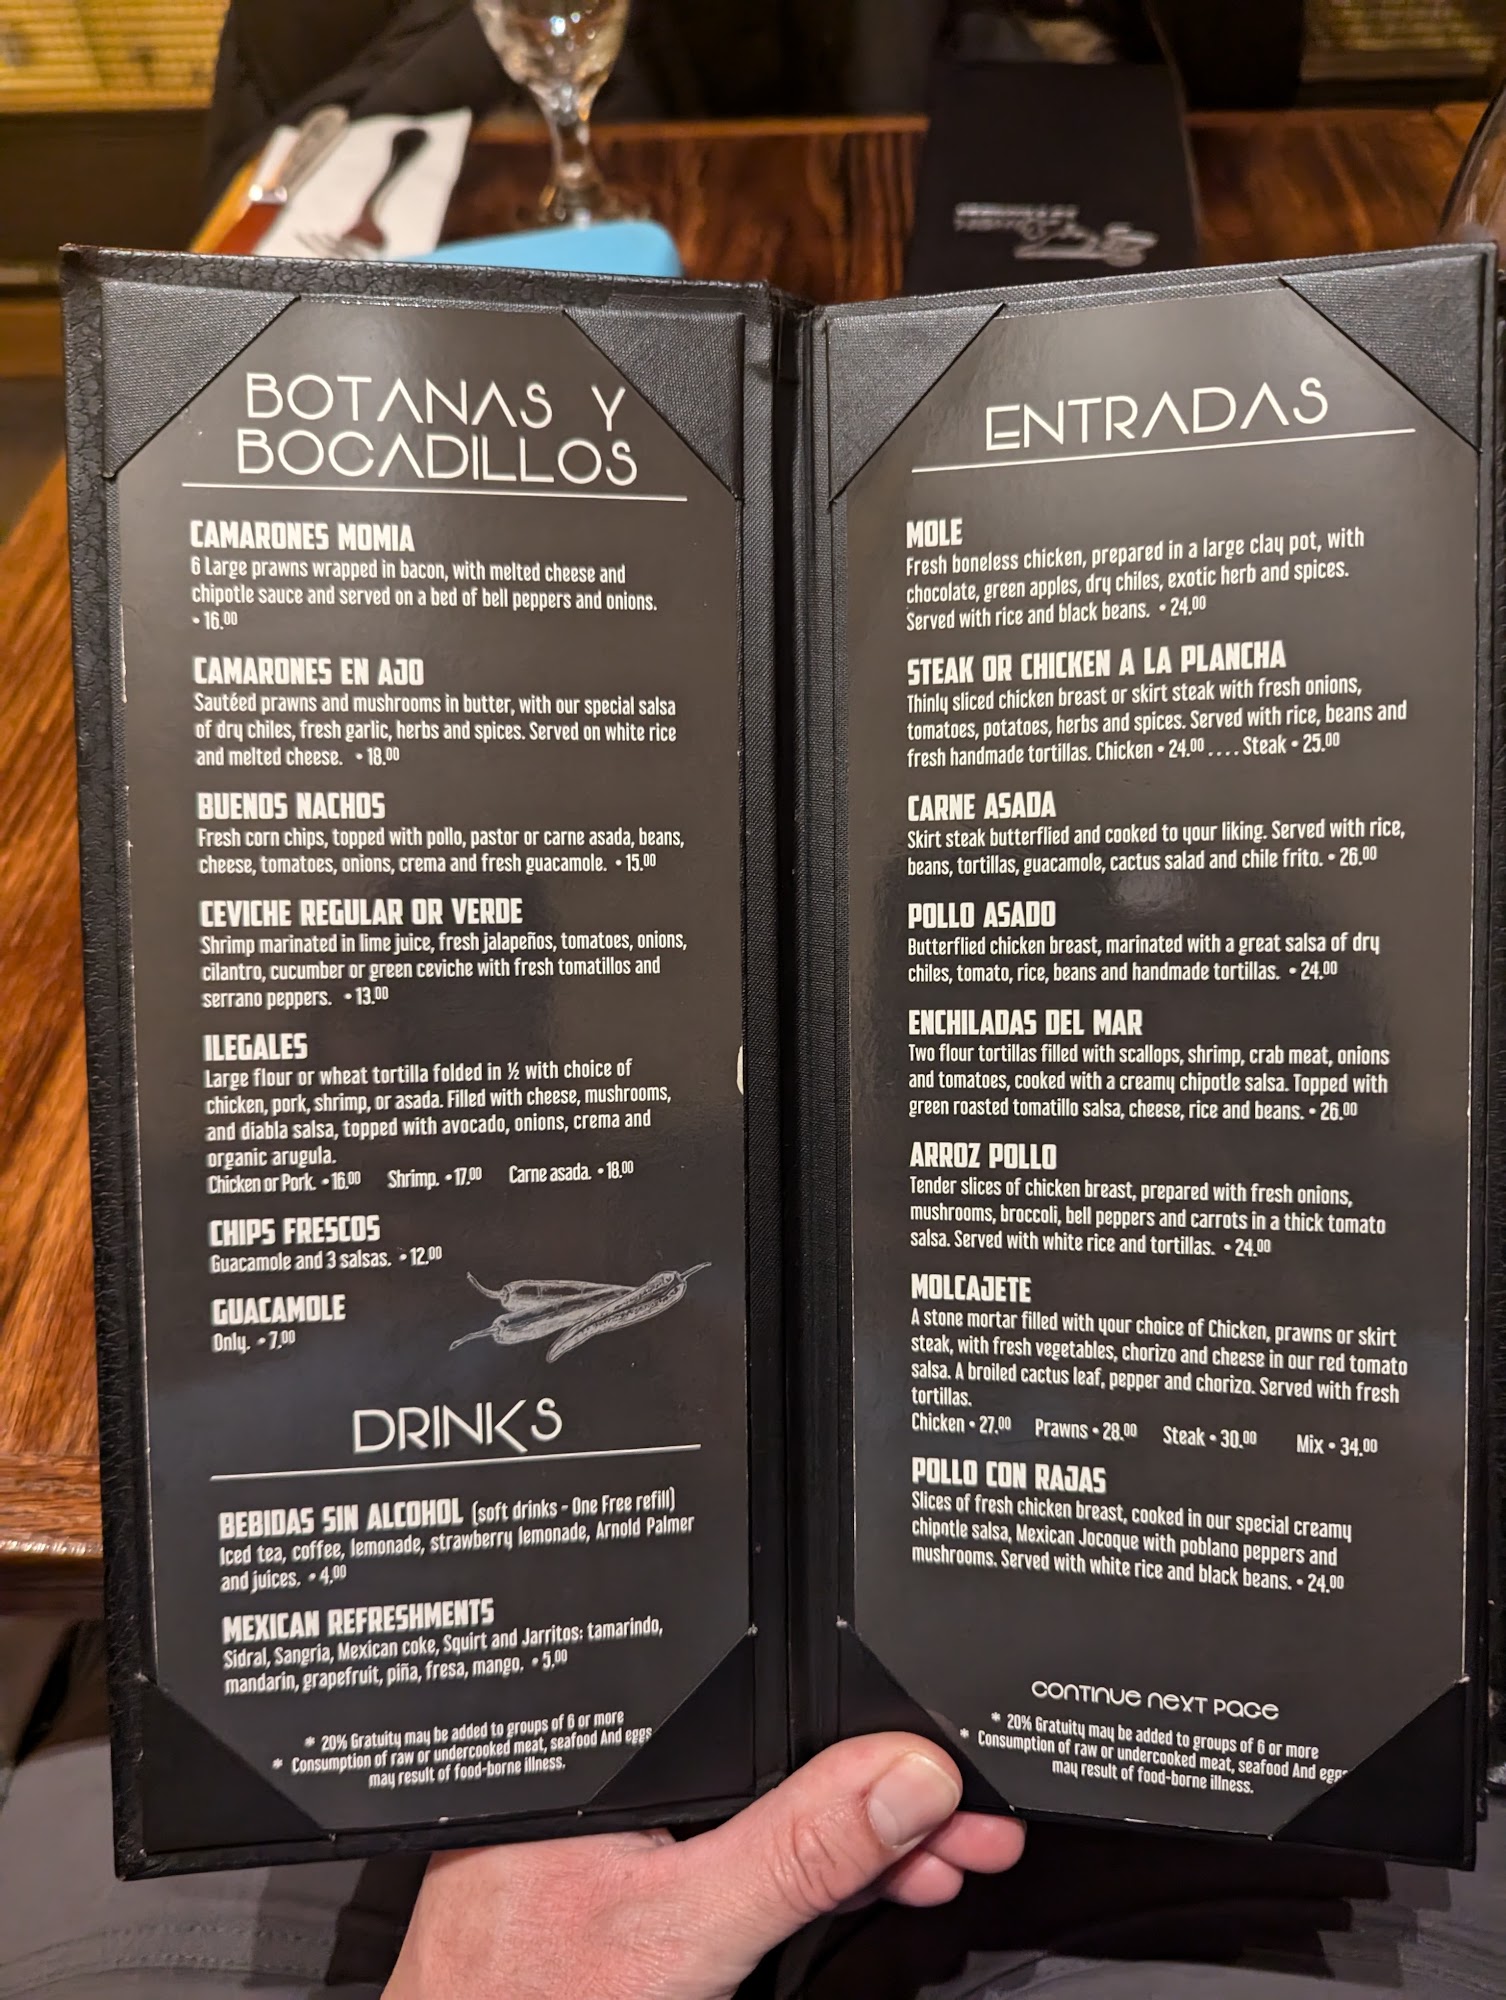 BOTANAS Y
BOCADILLOS
CAMARONES MOMIA
6 Large prawns wrapped in bacon, with melted cheese and
chipotle sauce and served on a bed of bell peppers and onions.
• 16.00
CAMARONES EN AJO
Sautéed prawns and mushrooms in butter, with our special salsa
of dry chiles, fresh garlic, herbs and spices. Served on white rice
and melted cheese. • 18.00
BUENOS NACHOS
Fresh corn chips, topped with pollo, pastor or carne asada, beans,
cheese, tomatoes, onions, crema and fresh guacamole. • 15.00
CEVICHE REGULAR OR VERDE
Shrimp marinated in lime juice, fresh jalapeños, tomatoes, onions,
cilantro, cucumber or green ceviche with fresh tomatillos and
serrano peppers. • 13.00
ILEGALES
Large flour or wheat tortilla folded in ½ with choice of
chicken, pork, shrimp, or asada. Filled with cheese, mushrooms,
and diabla salsa, topped with avocado, onions, crema and
organic arugula.
Chicken or Pork. • 16.00 Shrimp. • 17.00 Carne asada. • 18.00
CHIPS FRESCOS
Guacamole and 3 salsas. • 12.00
GUACAMOLE
Only. • 7.00
DRINKS
BEBIDAS SIN ALCOHOL (soft drinks - One Free refill)
Iced tea, coffee, lemonade, strawberry lemonade, Arnold Palmer
and juices. • 4.00
MEXICAN REFRESHMENTS
Sidral, Sangria, Mexican coke, Squirt and Jarritos: tamarindo,
mandarin, grapefruit, piña, fresa, mango. • 5.00
* 20% Gratuity may be added to groups of 6 or more
* Consumption of raw or undercooked meat, seafood And eggs
may result of food-borne illness.
ENTRADAS
MOLE
Fresh boneless chicken, prepared in a large clay pot, with
chocolate, green apples, dry chiles, exotic herb and spices.
Served with rice and black beans. • 24.00
STEAK OR CHICKEN A LA PLANCHA
Thinly sliced chicken breast or skirt steak with fresh onions,
tomatoes, potatoes, herbs and spices. Served with rice, beans and
fresh handmade tortillas. Chicken • 24.00 .... Steak • 25.00
CARNE ASADA
Skirt steak butterflied and cooked to your liking. Served with rice,
beans, tortillas, guacamole, cactus salad and chile frito. • 26.00
POLLO ASADO
Butterflied chicken breast, marinated with a great salsa of dry
chiles, tomato, rice, beans and handmade tortillas. • 24.00
ENCHILADAS DEL MAR
Two flour tortillas filled with scallops, shrimp, crab meat, onions
and tomatoes, cooked with a creamy chipotle salsa. Topped with
green roasted tomatillo salsa, cheese, rice and beans. • 26.00
ARROZ POLLO
Tender slices of chicken breast, prepared with fresh onions,
mushrooms, broccoli, bell peppers and carrots in a thick tomato
salsa. Served with white rice and tortillas. • 24.00
MOLCAJETE
A stone mortar filled with your choice of Chicken, prawns or skirt
steak, with fresh vegetables, chorizo and cheese in our red tomato
salsa. A broiled cactus leaf, pepper and chorizo. Served with fresh
tortillas.
Chicken • 27.00 Prawns • 28.00 Steak • 30.00 Mix • 34.00
POLLO CON RAJAS
Slices of fresh chicken breast, cooked in our special creamy
chipotle salsa, Mexican Jocoque with poblano peppers and
mushrooms. Served with white rice and black beans. • 24.00
CONTINUE NEXT PAGE
* 20% Gratuity may be added to groups of 6 or more
* Consumption of raw or undercooked meat, seafood And eggs
may result of food-borne illness.